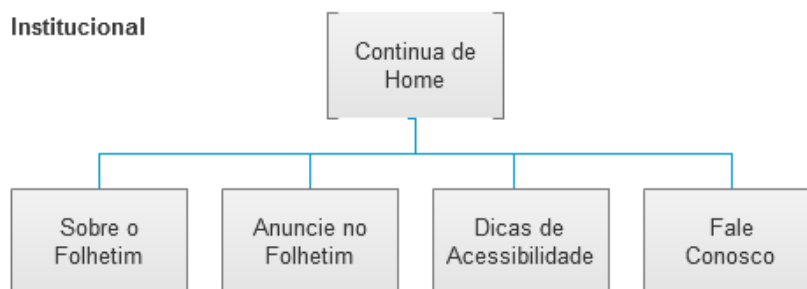 Institucional
Continua de
Home
Sobre o
Folhetim
Anuncie no
Folhetim
Dicas de
Acessibilidade
Fale
Conosco